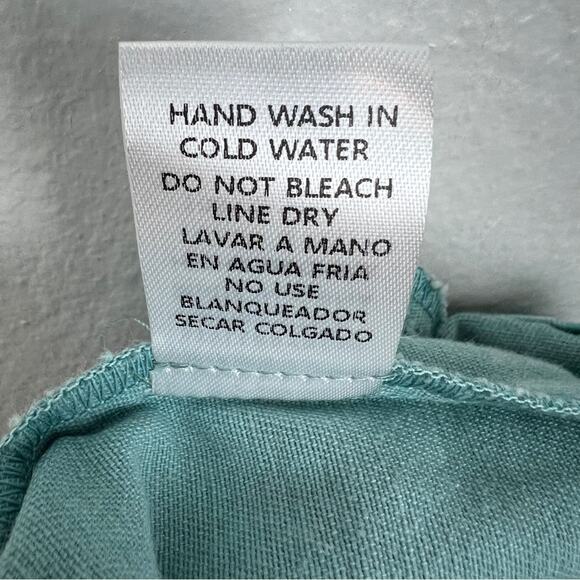 HAND WASH IN
COLD WATER
DO NOT BLEACH
LINE DRY
LAVAR A MANO
EN AGUA FRIA
NO USE
BLANQUEADOR
SECAR COLGADO